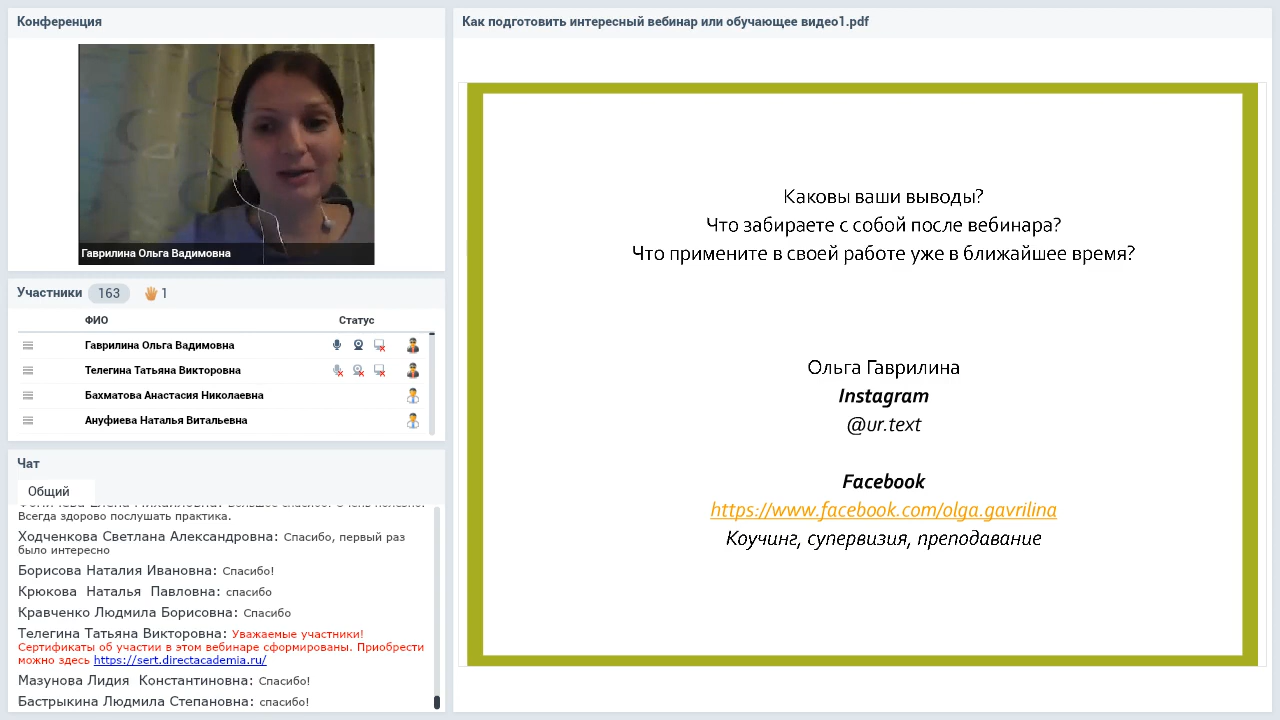 Конференция
Гаврилина Ольга Вадимовна
Участники 163 1
ФИО Статус
Гаврилина Ольга Вадимовна
Телегина Татьяна Викторовна
Бахматова Анастасия Николаевна
Ануфиева Наталья Витальевна
Чат
Общий
Всегда здорово послушать практика.
Ходченкова Светлана Александровна: Спасибо, первый раз
было интересно
Борисова Наталия Ивановна: Спасибо!
Крюкова Наталья Павловна: спасибо
Кравченко Людмила Борисовна: Спасибо
Телегина Татьяна Викторовна: Уважаемые участники!
Сертификаты об участии в этом вебинаре сформированы. Приобрести
можно здесь https://sert.directacademia.ru/
Мазунова Лидия Константиновна: Спасибо!
Бастрыкина Людмила Степановна: спасибо!
Как подготовить интересный вебинар или обучающее видео1.pdf
Каковы ваши выводы?
Что забираете с собой после вебинара?
Что примените в своей работе уже в ближайшее время?
Ольга Гаврилина
Instagram
@ur.text
Facebook
https://www.facebook.com/olga.gavrilina
Коучинг, супервизия, преподавание